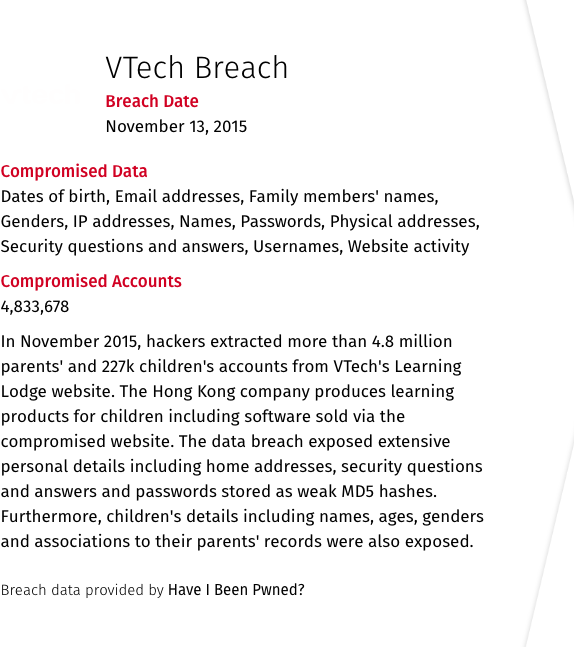 VTech Breach
Breach Date
November 13, 2015
Compromised Data
Dates of birth, Email addresses, Family members' names,
Genders, IP addresses, Names, Passwords, Physical addresses,
Security questions and answers, Usernames, Website activity
Compromised Accounts
4,833,678
In November 2015, hackers extracted more than 4.8 million
parents' and 227k children's accounts from VTech's Learning
Lodge website. The Hong Kong company produces learning
products for children including software sold via the
compromised website. The data breach exposed extensive
personal details including home addresses, security questions
and answers and passwords stored as weak MD5 hashes.
Furthermore, children's details including names, ages, genders
and associations to their parents' records were also exposed.
Breach data provided by Have I Been Pwned?